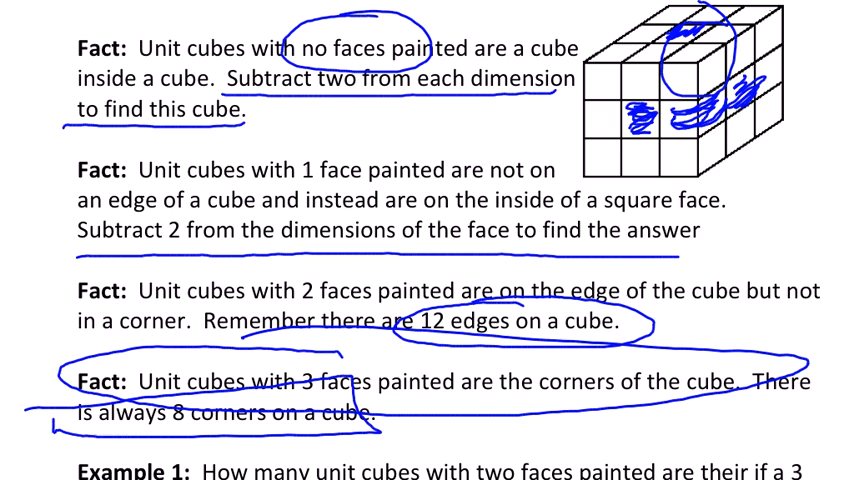 Fact: Unit cubes with no faces painted are a cube
inside a cube. Subtract two from each dimension
to find this cube.
Fact: Unit cubes with 1 face painted are not on
an edge of a cube and instead are on the inside of a square face.
Subtract 2 from the dimensions of the face to find the answer
Fact: Unit cubes with 2 faces painted are on the edge of the cube but not
in a corner. Remember there are 12 edges on a cube.
Fact: Unit cubes with 3 faces painted are the corners of the cube. There
is always 8 corners on a cube.
Example 1: How many unit cubes with two faces painted are their if a 3